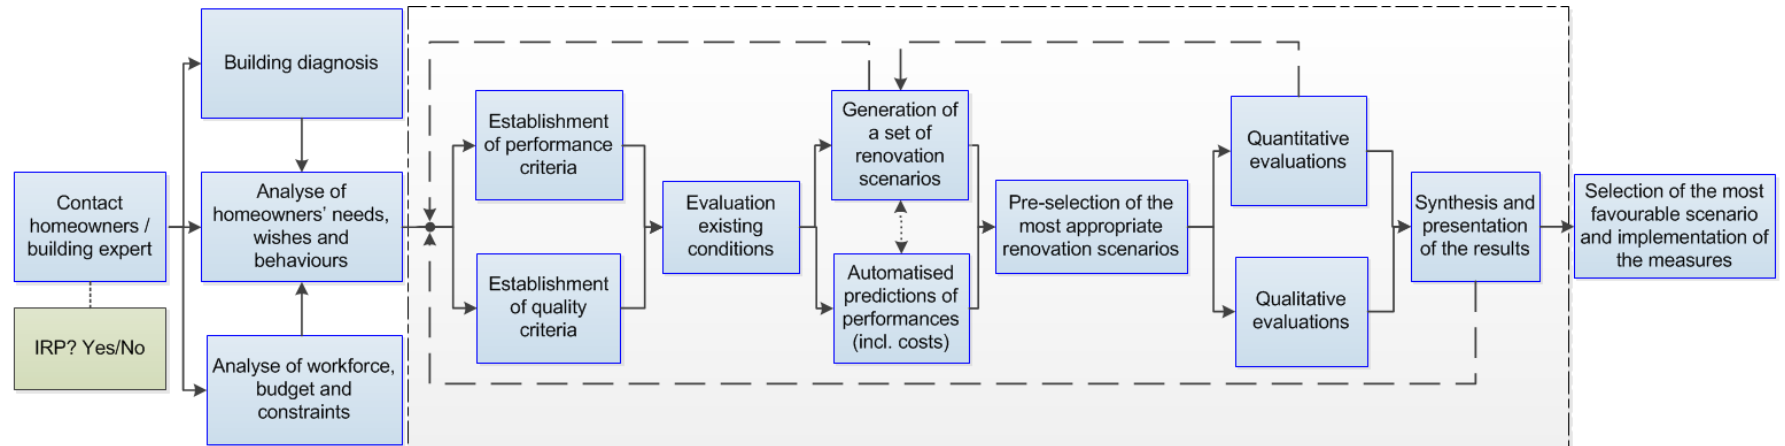 Contact
homeowners /
building expert
IRP? Yes/No
Building diagnosis
Analyse of
homeowners' needs,
wishes and
behaviours
Analyse of workforce,
budget and
constraints
Establishment
of performance
criteria
Establishment
of quality
criteria
Evaluation
existing
conditions
Generation of
a set of
renovation
scenarios
Automatised
predictions of
performances
(incl. costs)
Pre-selection of the
most appropriate
renovation scenarios
Quantitative
evaluations
Qualitative
evaluations
Synthesis and
presentation
of the results
Selection of the most
favourable scenario
and implementation of
the measures